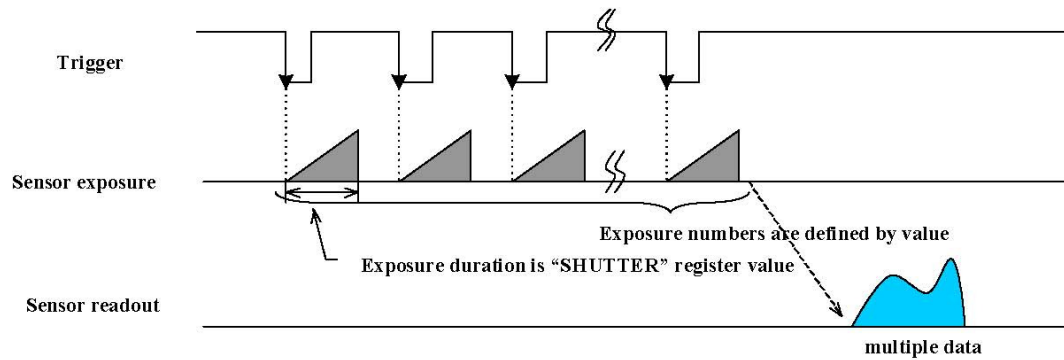 Trigger
Sensor exposure
Exposure numbers are defined by value
Exposure duration is “SHUTTER” register value
Sensor readout
multiple data